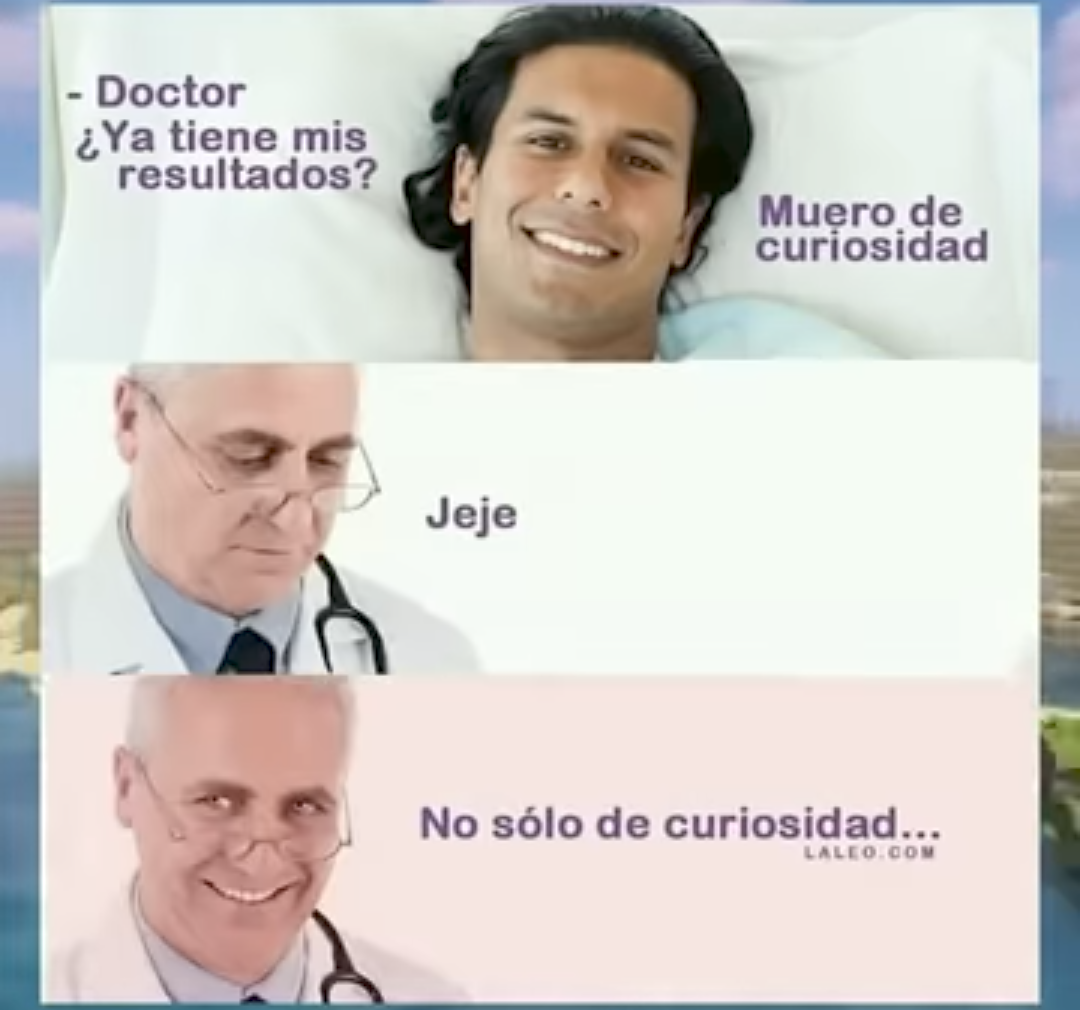 - Doctor
¿Ya tiene mis
resultados?
Muero de
curiosidad
Jeje
No sólo de curiosidad...
LALEO.COM